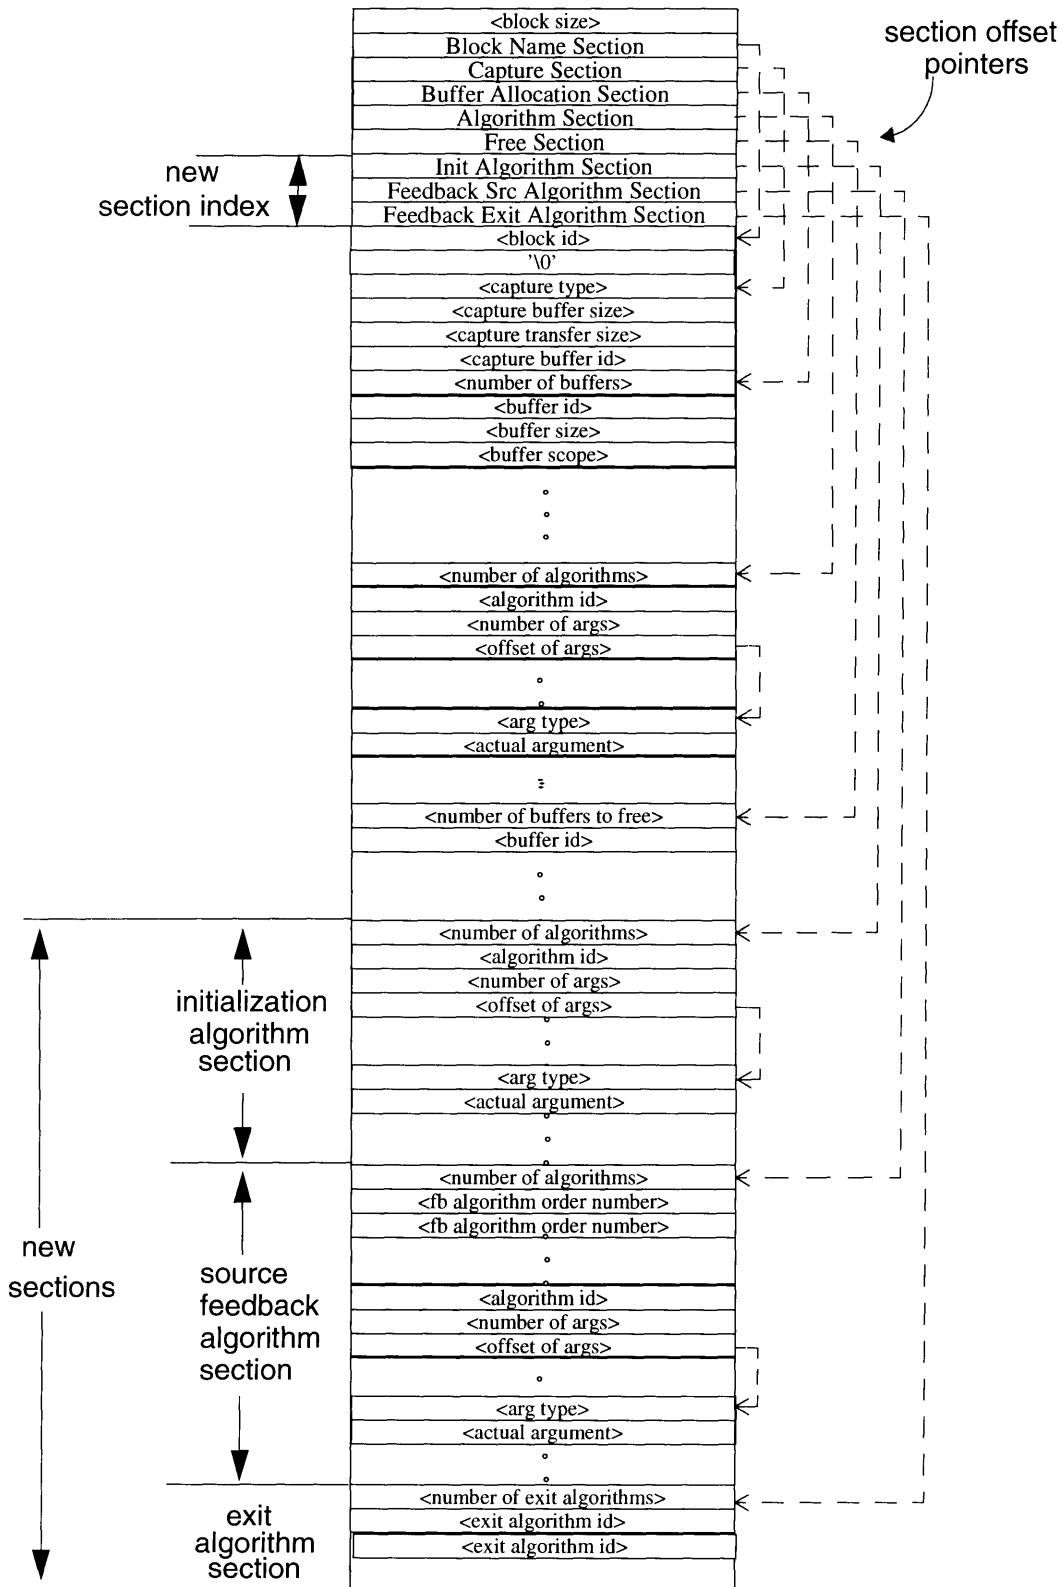 <block size>
section offset
pointers
Block Name Section
Capture Section
Buffer Allocation Section
Algorithm Section
Free Section
new
section index
Init Algorithm Section
Feedback Src Algorithm Section
Feedback Exit Algorithm Section
<block id>
'\0'
<capture type>
<capture buffer size>
<capture transfer size>
<capture buffer id>
<number of buffers>
<buffer id>
<buffer size>
<buffer scope>
<number of algorithms>
<algorithm id>
<number of args>
<offset of args>
<arg type>
<actual argument>
<number of buffers to free>
<buffer id>
<number of algorithms>
<algorithm id>
<number of args>
<offset of args>
initialization
algorithm
section
<arg type>
<actual argument>
<number of algorithms>
<fb algorithm order number>
<fb algorithm order number>
new
sections
source
feedback
algorithm
section
<algorithm id>
<number of args>
<offset of args>
<arg type>
<actual argument>
<number of exit algorithms>
<exit algorithm id>
<exit algorithm id>
exit
algorithm
section